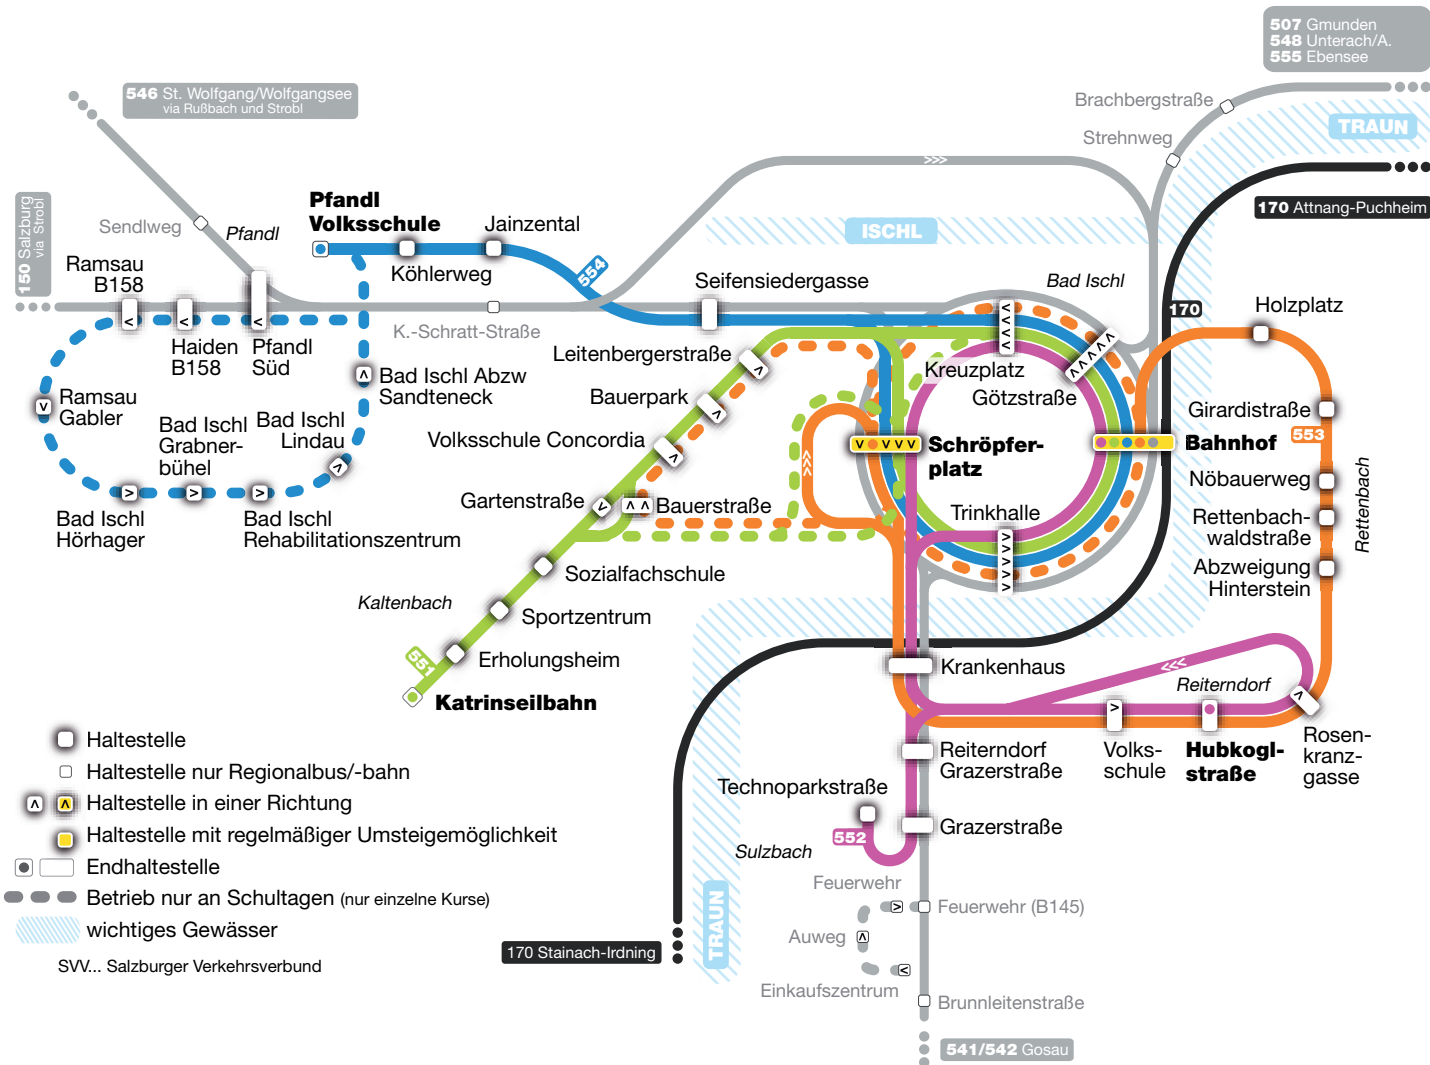 507 Gmunden
548 Unterach/A.
555 Ebensee
546 St. Wolfgang/Wolfgangsee
via Rußbach und Strobl
Brachbergstraße
Strehnweg
TRAUN
170 Attnang-Puchheim
150 Salzburg
via Strobl
Sendlweg
Pfandl
Pfandl
Volksschule
Jainzental
Köhlerweg
554
ISCHL
Ramsau
B158
Seifensiedergasse
Bad Ischl
170
Holzplatz
K.-Schratt-Straße
Haiden
B158
Pfandl
Süd
Leitenbergerstraße
Kreuzplatz
Götzstraße
Bad Ischl Abzw
Sandteneck
Ramsau
Gabler
Bauerpark
Girardistraße
553
Bad Ischl
Grabner-
bühel
Bad Ischl
Lindau
Volksschule Concordia
Schröpfer-
platz
Bahnhof
Nöbauerweg
Rettenbach
Gartenstraße
Bauerstraße
Trinkhalle
Rettenbach-
waldstraße
Bad Ischl
Hörhager
Bad Ischl
Rehabilitationszentrum
Sozialfachschule
Abzweigung
Hinterstein
Kaltenbach
Sportzentrum
551
Erholungsheim
Krankenhaus
Reiterndorf
Katrinseilbahn
Haltestelle
Haltestelle nur Regionalbus/-bahn
Haltestelle in einer Richtung
Haltestelle mit regelmäßiger Umsteigemöglichkeit
Endhaltestelle
Betrieb nur an Schultagen (nur einzelne Kurse)
wichtiges Gewässer
SVV... Salzburger Verkehrsverbund
Reiterndorf
Grazerstraße
Volks-
schule
Hubkogl-
straße
Rosen-
kranz-
gasse
Technoparkstraße
552
Grazerstraße
Sulzbach
Feuerwehr
Feuerwehr (B145)
TRAUN
Auweg
170 Stainach-Irdning
Einkaufszentrum
Brunnleitenstraße
541/542 Gosau